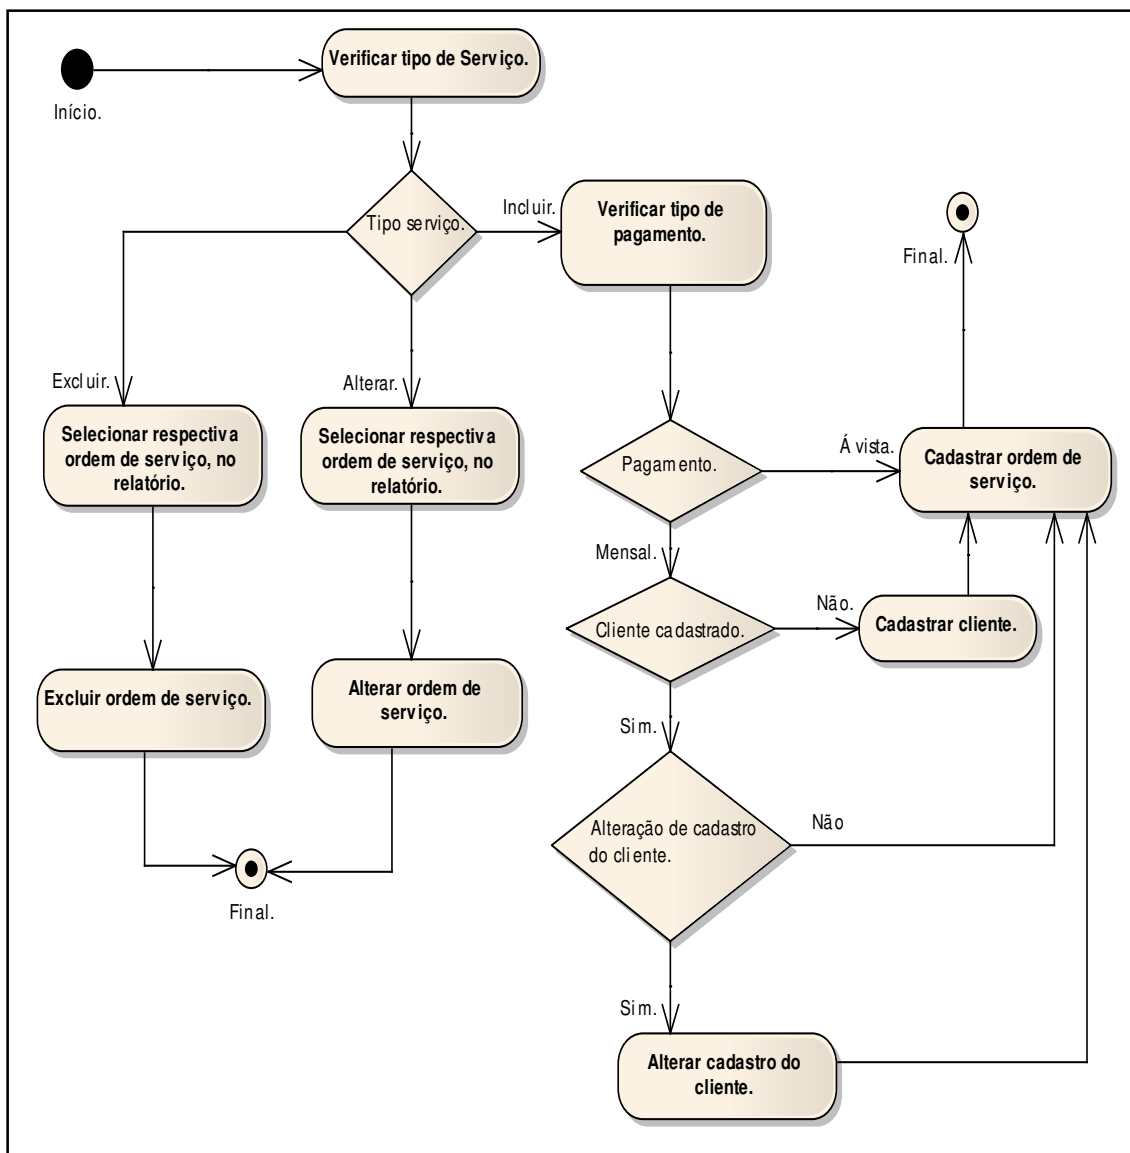 Verificar tipo de Serviço.
Início.
Tipo serviço.
Incluir.
Verificar tipo de
pagamento.
Final.
Excluir.
Alterar.
Selecionar respectiva
ordem de serviço, no
relatório.
Selecionar respectiva
ordem de serviço, no
relatório.
Pagamento.
Á vista.
Cadastrar ordem de
serviço.
Mensal.
Cliente cadastrado.
Não.
Cadastrar cliente.
Excluir ordem de serviço.
Alterar ordem de
serviço.
Sim.
Alteração de cadastro
do cliente.
Não
Final.
Sim.
Alterar cadastro do
cliente.